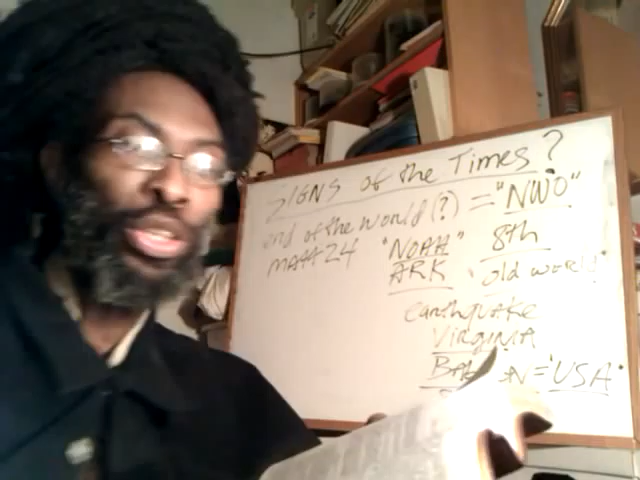 SIGNS of the Times?
end of the world(?) = "NWO"
Matt 24 "NOAH" 8th
ARK "old world"
earthquake
VirginIA
= "USA"